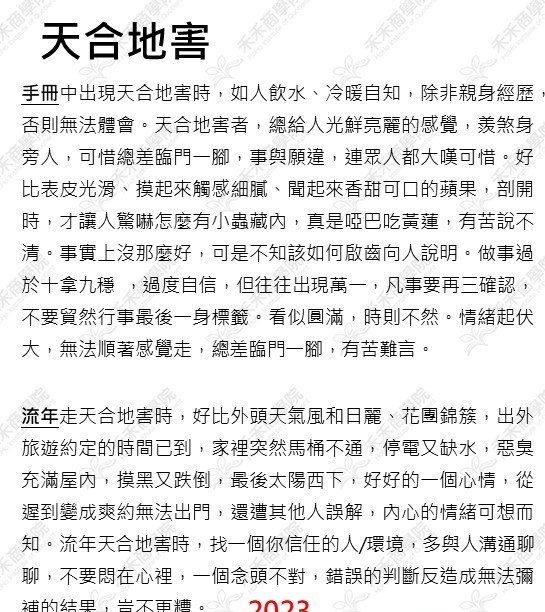 天合地害
手冊中出現天合地害時，如人飲水、冷暖自知，除非親身經歷，
否則無法體會。天合地害者，總給人光鮮亮麗的感覺，羨煞身
旁人，可惜總差臨門一腳，事與願違，連眾人都大嘆可惜。好
比表皮光滑、摸起來觸感細膩、聞起來香甜可口的蘋果，剖開
時，才讓人驚嚇怎麼有小蟲藏內，真是啞巴吃黃蓮，有苦說不
清。事實上沒那麼好，可是不知該如何啟齒向人說明。做事過
於十拿九穩 ，過度自信，但往往出現萬一，凡事要再三確認，
不要貿然行事最後一身標籤。看似圓滿，時則不然。情緒起伏
大，無法順著感覺走，總差臨門一腳，有苦難言。
流年走天合地害時，好比外頭天氣風和日麗、花團錦簇，出外
旅遊約定的時間已到，家裡突然馬桶不通，停電又缺水，惡臭
充滿屋內，摸黑又跌倒，最後太陽西下，好好的一個心情，從
遲到變成爽約無法出門，還遭其他人誤解，內心的情緒可想而
知。流年天合地害時，找一個你信任的人/環境，多與人溝通聊
聊，不要悶在心裡，一個念頭不對，錯誤的判斷反造成無法彌
補的結果，豈不更糟。 2023